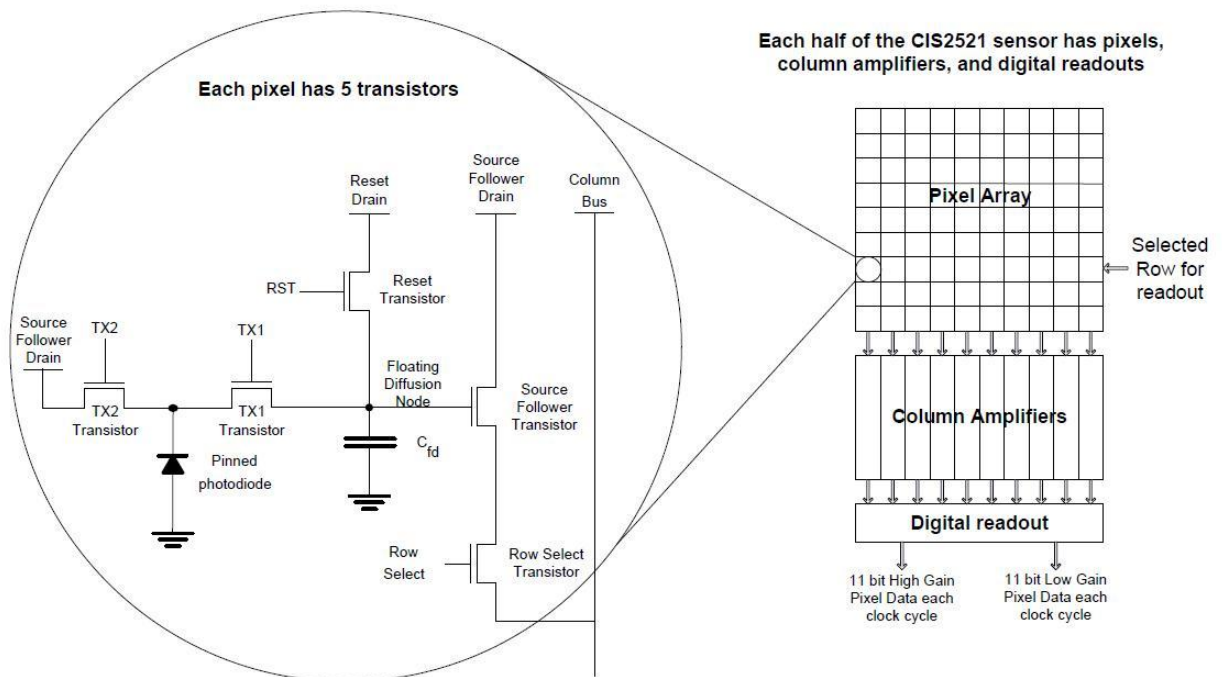 Each half of the CIS2521 sensor has pixels,
column amplifiers, and digital readouts
Each pixel has 5 transistors
Source
Follower
Drain
Reset
Drain
Column
Bus
RST
Reset
Transistor
Source
Follower
Drain
TX2
TX1
TX2
Transistor
TX1
Transistor
Floating
Diffusion
Node
Source
Follower
Transistor
Cfd
Pinned
photodiode
Row
Select
Row Select
Transistor
Pixel Array
Selected
Row for
readout
Column Amplifiers
Digital readout
11 bit High Gain
Pixel Data each
clock cycle
11 bit Low Gain
Pixel Data each
clock cycle